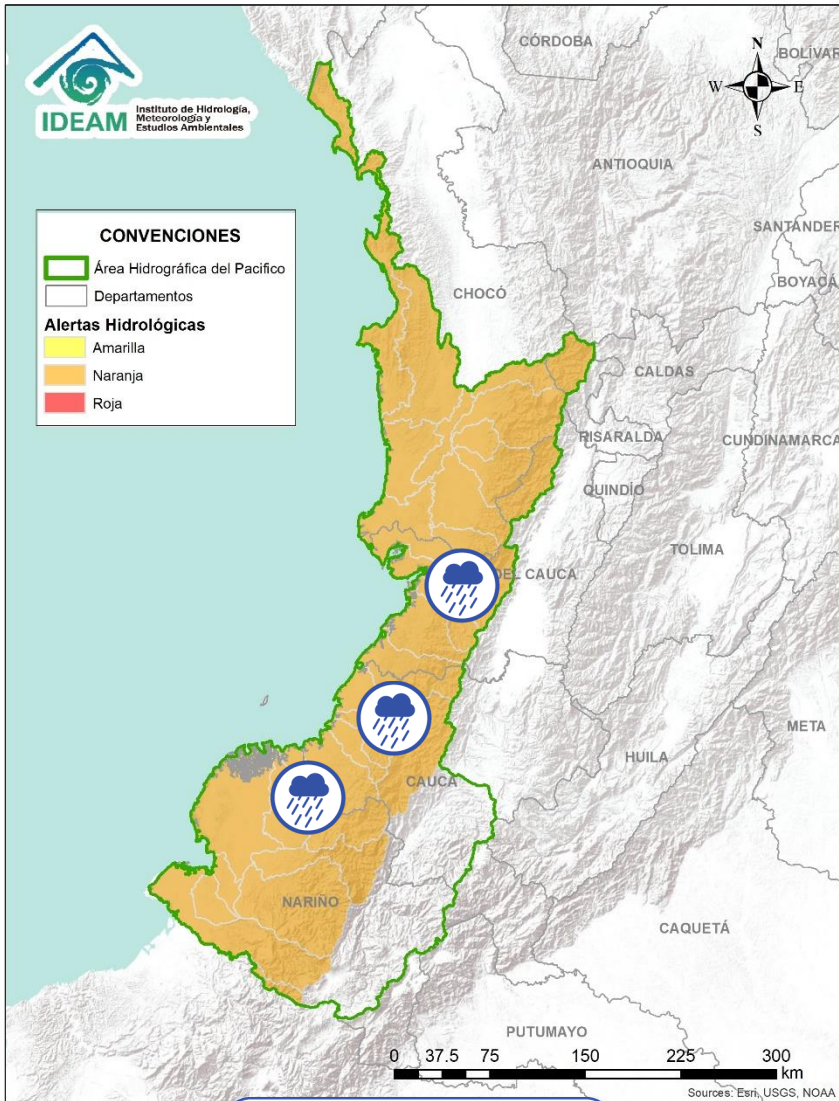 IDEAM
Instituto de Hidrología,
Meteorología y
Estudios Ambientales
CÓRDOBA
BOLÍVAR
N
W
E
S
ANTIOQUIA
SANTANDER
BOYACÁ
CONVENCIONES
Área Hidrográfica del Pacifico
Departamentos
Alertas Hidrológicas
Amarilla
Naranja
Roja
CHOCÓ
CALDAS
RISARALDA
CUNDINAMARCA
QUINDÍO
TOLIMA
DEL CAUCA
META
HUILA
CAUCA
NARIÑO
CAQUETÁ
PUTUMAYO
0 37.5 75 150 225 300
km
Sources: Esri, USGS, NOAA